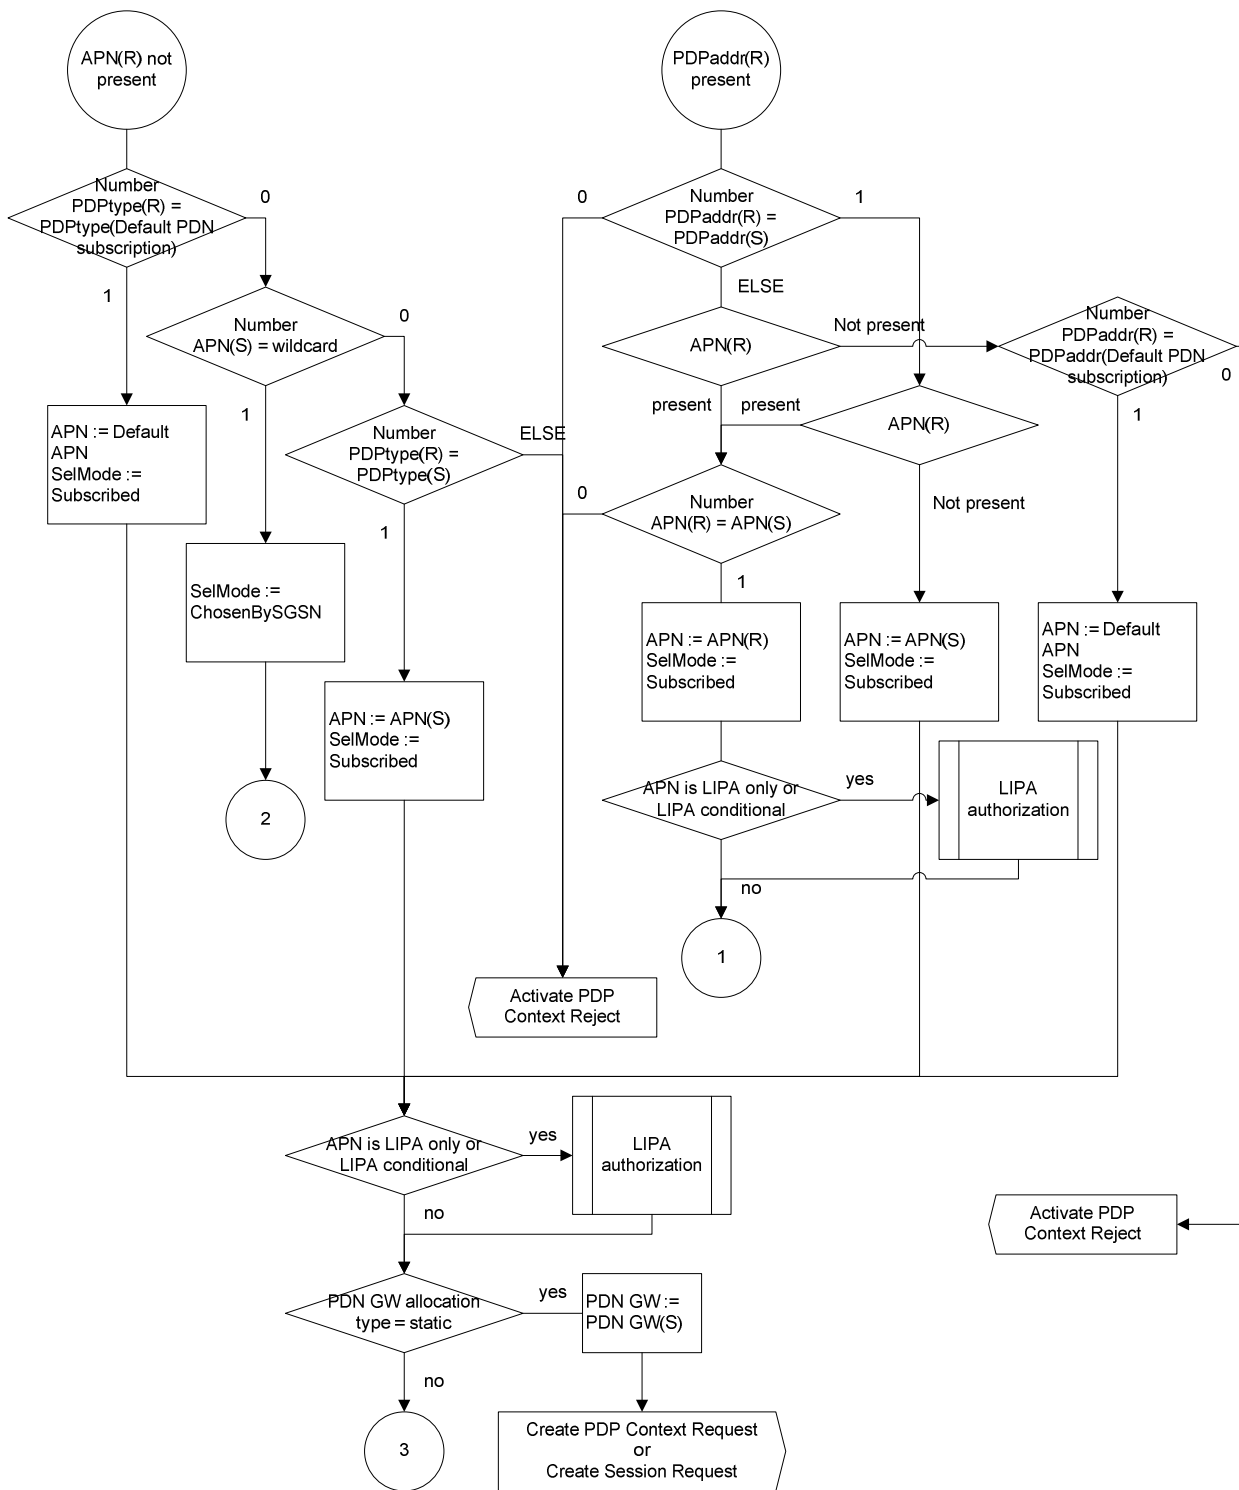 APN(R) not
present
PDPaddr(R)
present
Number
PDPtype(R) =
PDPtype(Default PDN
subscription)
0
1
0
Number
PDPaddr(R) =
PDPaddr(S)
1
ELSE
Number
APN(S) = wildcard
0
1
APN(R)
Not present
present
Number
PDPaddr(R) =
PDPaddr(Default PDN
subscription)
0
1
APN := Default
APN
SelMode :=
Subscribed
Number
PDPtype(R) =
PDPtype(S)
ELSE
1
present
APN(R)
Not present
0
Number
APN(R) = APN(S)
1
SelMode :=
ChosenBySGSN
APN := APN(R)
SelMode :=
Subscribed
APN := APN(S)
SelMode :=
Subscribed
APN := Default
APN
SelMode :=
Subscribed
APN := APN(S)
SelMode :=
Subscribed
2
APN is LIPA only or
LIPA conditional
yes
no
LIPA
authorization
1
Activate PDP
Context Reject
APN is LIPA only or
LIPA conditional
yes
no
LIPA
authorization
Activate PDP
Context Reject
PDN GW allocation
type = static
yes
no
PDN GW :=
PDN GW(S)
3
Create PDP Context Request
or
Create Session Request